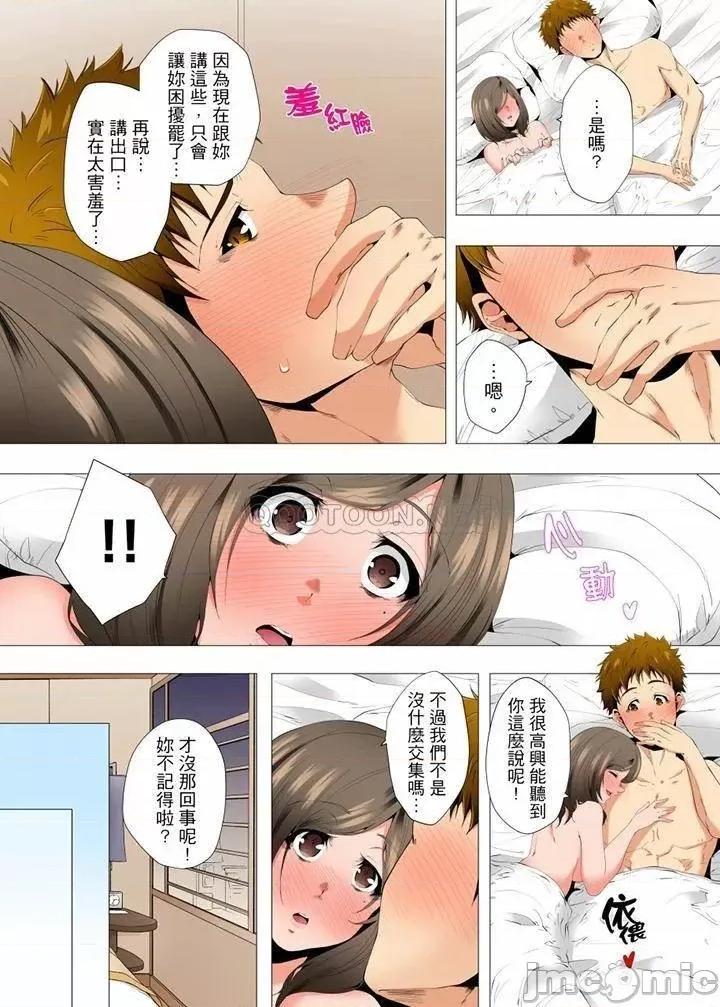 …是嗎？
…嗯。
因為現在跟妳
講這些，只會
讓妳困擾罷了…
再說…
講出口…
實在太害羞了…
羞紅臉
!!
心動
我很高興能聽到
你這麼說呢！
依偎
不過我們不是
沒什麼交集嗎…
才沒那回事呢！
妳不記得啦？
jmcomic